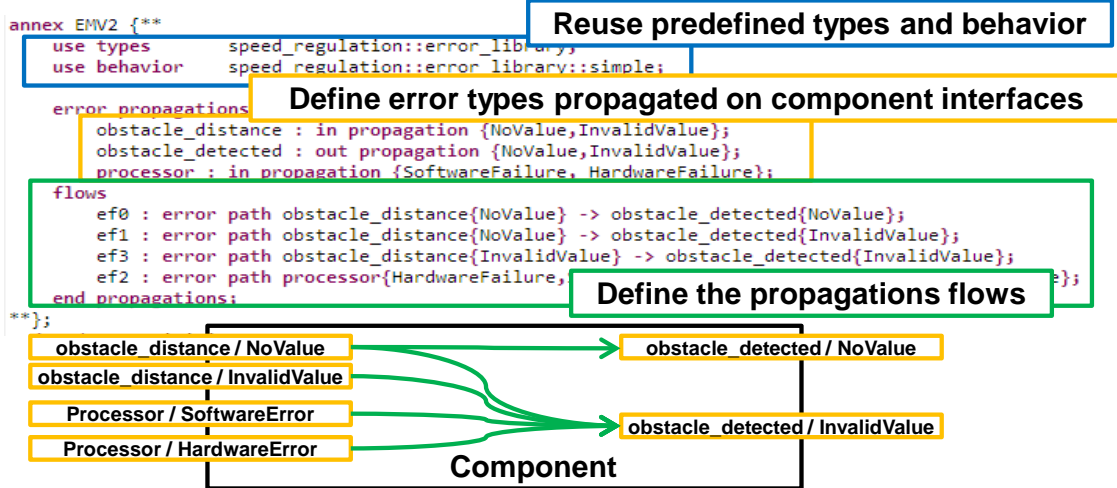 annex EMV2 {**
Reuse predefined types and behavior
use types speed_regulation::error_library;
use behavior speed_regulation::error_library::simple;
Define error types propagated on component interfaces
error propagations
obstacle_distance : in propagation {NoValue,InvalidValue};
obstacle_detected : out propagation {NoValue,InvalidValue};
processor : in propagation {SoftwareFailure, HardwareFailure};
flows
ef0 : error path obstacle_distance{NoValue} -> obstacle_detected{NoValue};
ef1 : error path obstacle_distance{NoValue} -> obstacle_detected{InvalidValue};
ef3 : error path obstacle_distance{InvalidValue} -> obstacle_detected{InvalidValue};
ef2 : error path processor{HardwareFailure, };
Define the propagations flows
end propagations;
**};
obstacle_distance / NoValue
obstacle_detected / NoValue
obstacle_distance / InvalidValue
Processor / SoftwareError
obstacle_detected / InvalidValue
Processor / HardwareError
Component